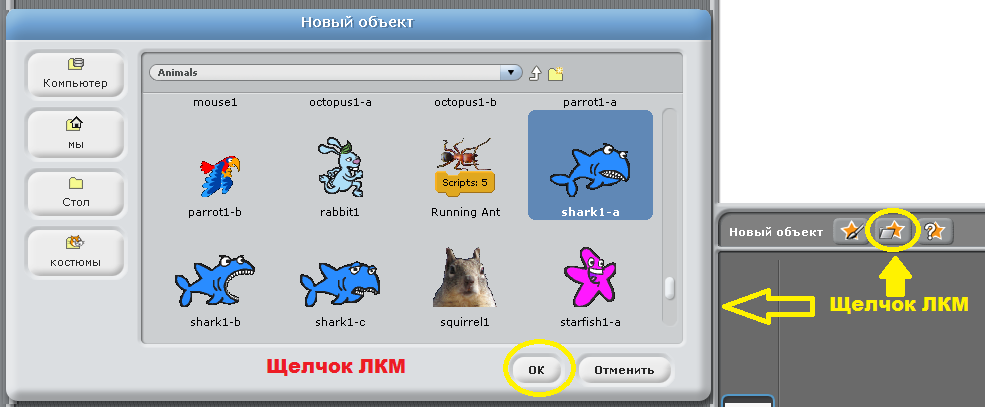 Новый объект
Компьютер
мы
Стол
костюмы
Animals
mouse1 octopus1-a octopus1-b parrot1-a
Scripts: 5
parrot1-b rabbit1 Running Ant shark1-a
shark1-b shark1-c squirrel1 starfish1-a
Щелчок ЛКМ
OK
Отменить
Новый объект
?
Щелчок ЛКМ